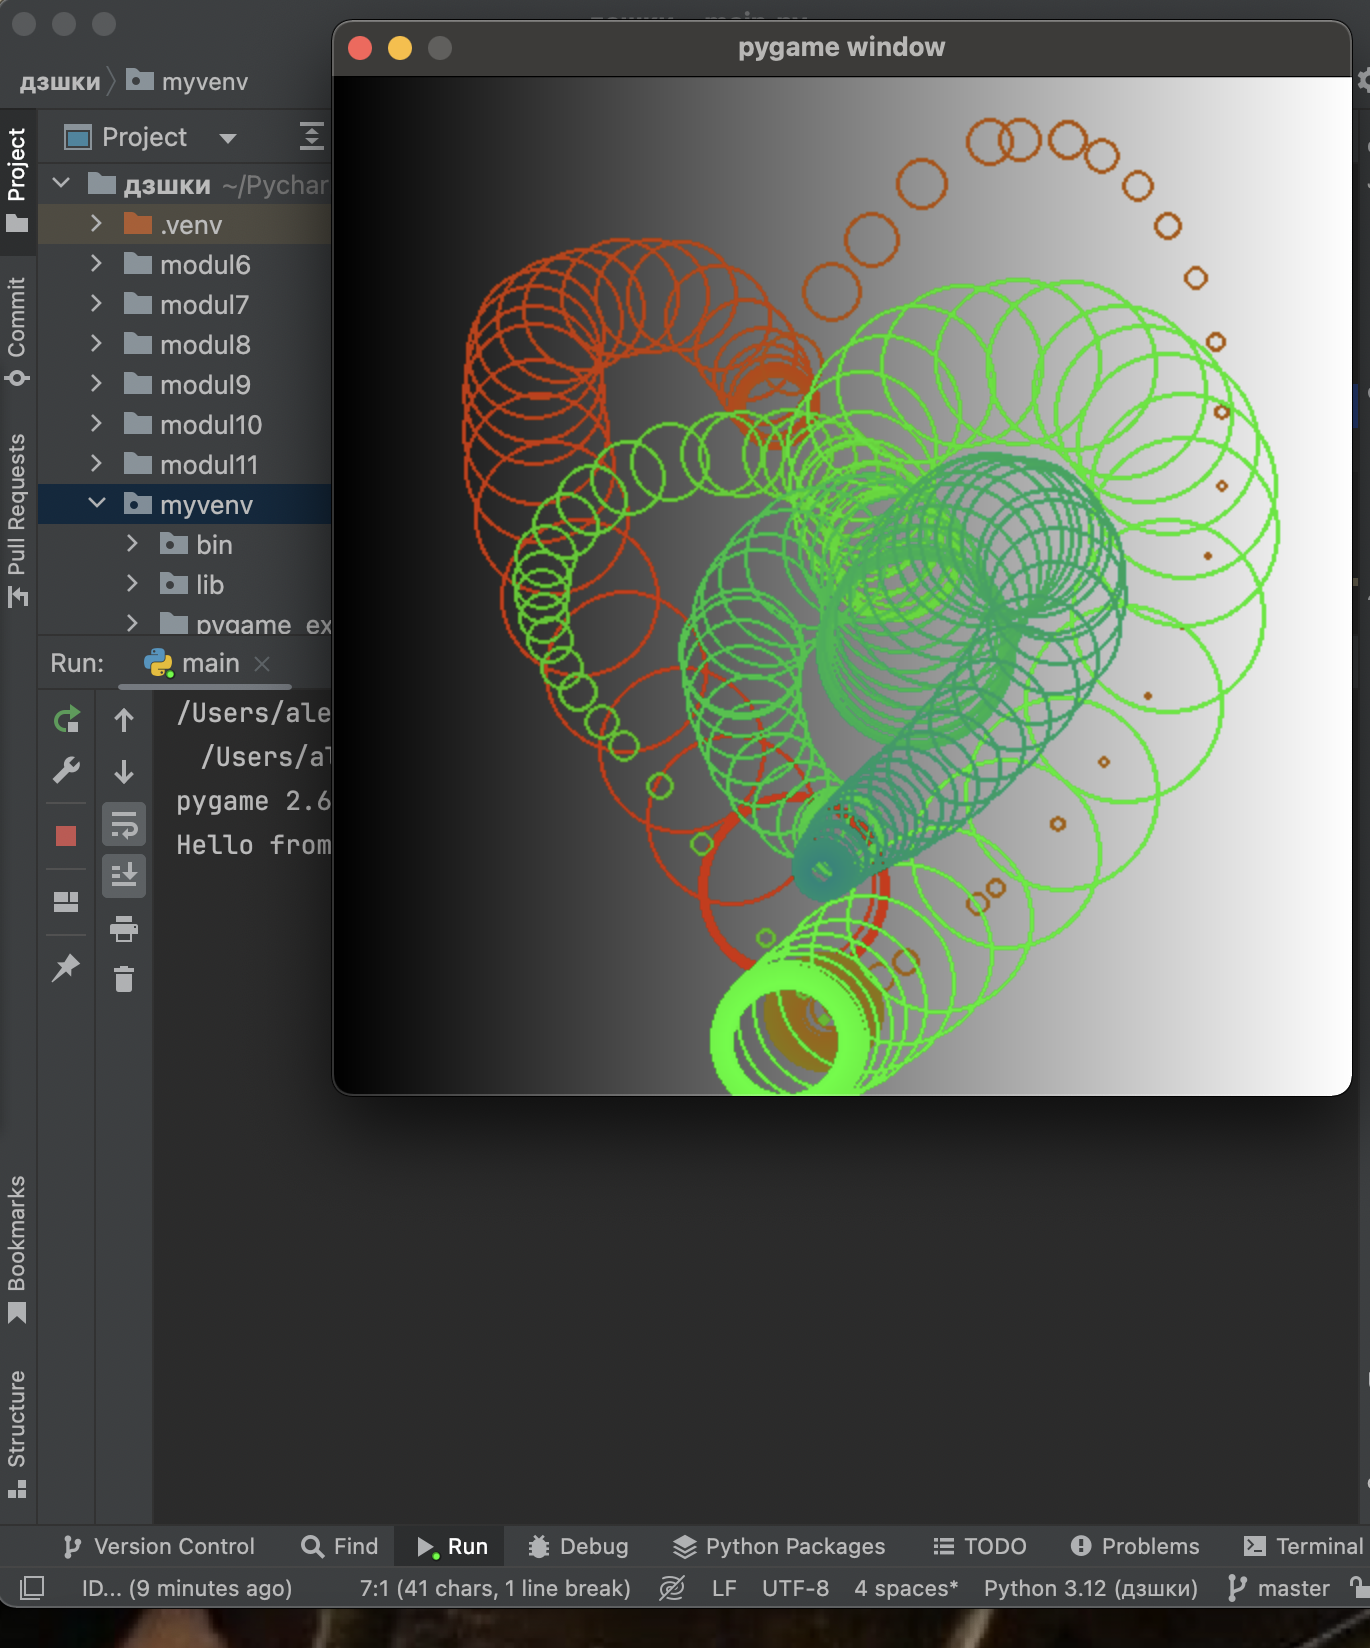 pygame window
дзшки
myvenv
Project
Project
дзшки ~/Pychar
.venv
modul6
modul7
Commit
modul8
modul9
modul10
modul11
Pull Requests
myvenv
bin
lib
pygame_ex
Run: main
/Users/ale
/Users/al
pygame 2.6
Hello from
Bookmarks
Structure
Version Control Find Run Debug Python Packages TODO Problems Terminal
ID... (9 minutes ago) 7:1 (41 chars, 1 line break) LF UTF-8 4 spaces* Python 3.12 (дзшки) master